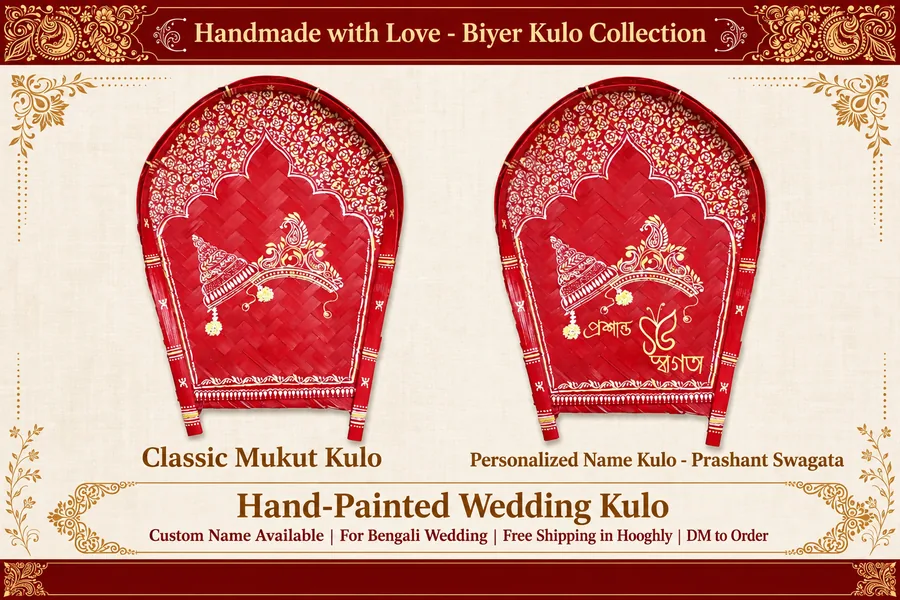 Handmade with Love - Biyer Kulo Collection
প্রশান্ত
স্বাগতা
Classic Mukut Kulo
Personalized Name Kulo - Prashant Swagata
Hand-Painted Wedding Kulo
Custom Name Available | For Bengali Wedding | Free Shipping in Hooghly | DM to Order